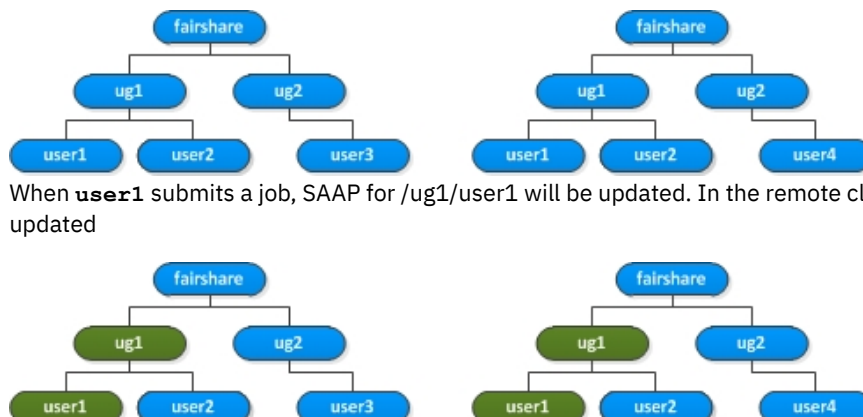 fairshare fairshare
ug1 ug2 ug1 ug2
user1 user2 user3 user1 user2 user4
When user1 submits a job, SAAP for /ug1/user1 will be updated. In the remote cl
updated
fairshare fairshare
ug1 ug2 ug1 ug2
user1 user2 user3 user1 user2 user4